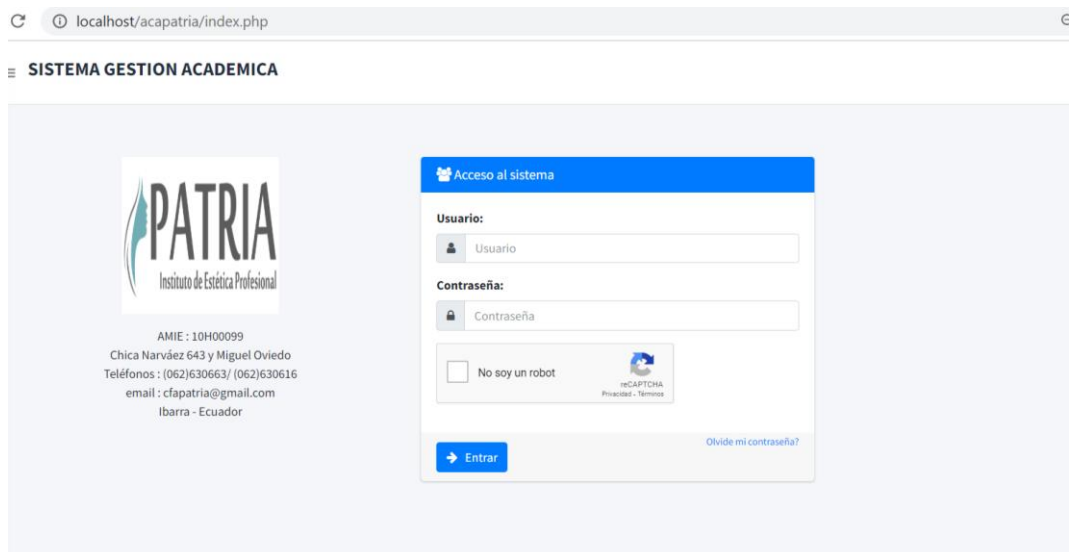 localhost/acapatria/index.php
SISTEMA GESTION ACADEMICA
PATRIA
Instituto de Estética Profesional
AMIE : 10H00099
Chica Narváez 643 y Miguel Oviedo
Teléfonos : (062)630663/ (062)630616
email : cfapatria@gmail.com
Ibarra - Ecuador
Acceso al sistema
Usuario:
Usuario
Contraseña:
Contraseña
No soy un robot
reCAPTCHA
Privacidad - Términos
Olvide mi contraseña?
Entrar